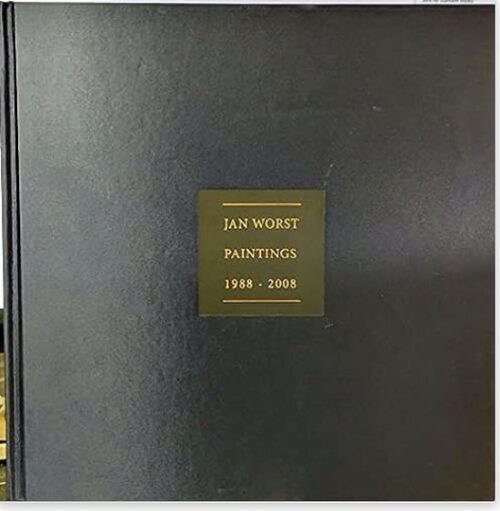 JAN WORST
PAINTINGS
1988 - 2008